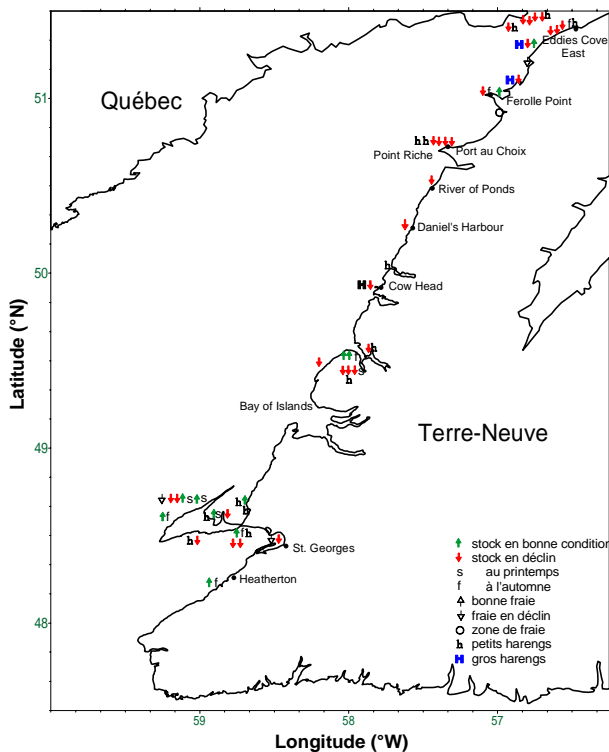 Québec
h
f
h
Eddies Cove
East
H
H
f
Ferolle Point
h h
Port au Choix
Point Riche
River of Ponds
Daniel's Harbour
h
H
Cow Head
h
f
s
h
Bay of Islands
Terre-Neuve
s s
f
h
h
h s
f h
h
St. Georges
f
Heatherton
stock en bonne condition
stock en déclin
s au printemps
f à l'automne
bonne fraie
fraie en déclin
zone de fraie
h petits harengs
H gros harengs
51
50
49
48
59 58 57
Latitude (°N)
Longitude (°W)